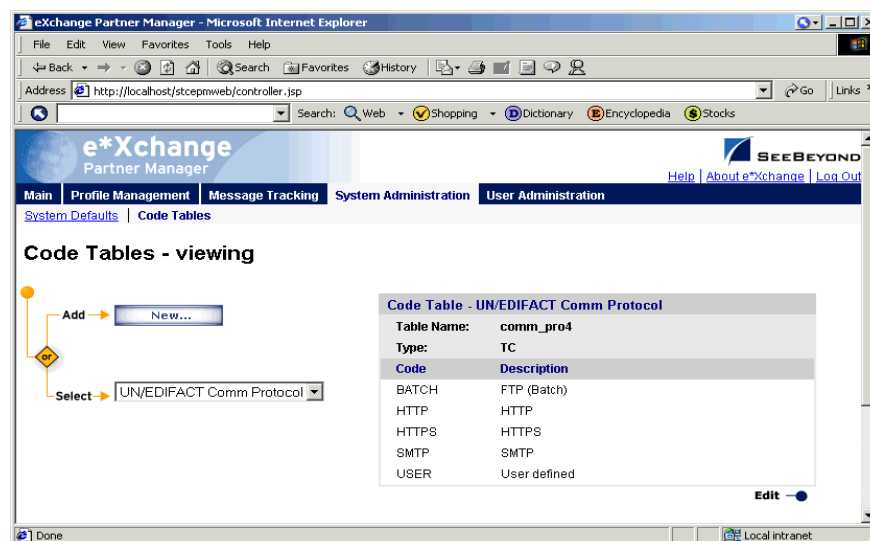 eXchange Partner Manager - Microsoft Internet Explorer
File Edit View Favorites Tools Help
Back Search Favorites History
Address http://localhost/stcepmweb/controller.jsp Go Links
Search: Web Shopping Dictionary Encyclopedia Stocks
e*Xchange
Partner Manager
SEEBEYOND
Help | About e*Xchange | Log Out
Main Profile Management Message Tracking System Administration User Administration
System Defaults | Code Tables
Code Tables - viewing
Add New...
or
Select UN/EDIFACT Comm Protocol
Code Table - UN/EDIFACT Comm Protocol
Table Name: comm_pro4
Type: TC
Code Description
BATCH FTP (Batch)
HTTP HTTP
HTTPS HTTPS
SMTP SMTP
USER User defined
Edit
Done Local intranet